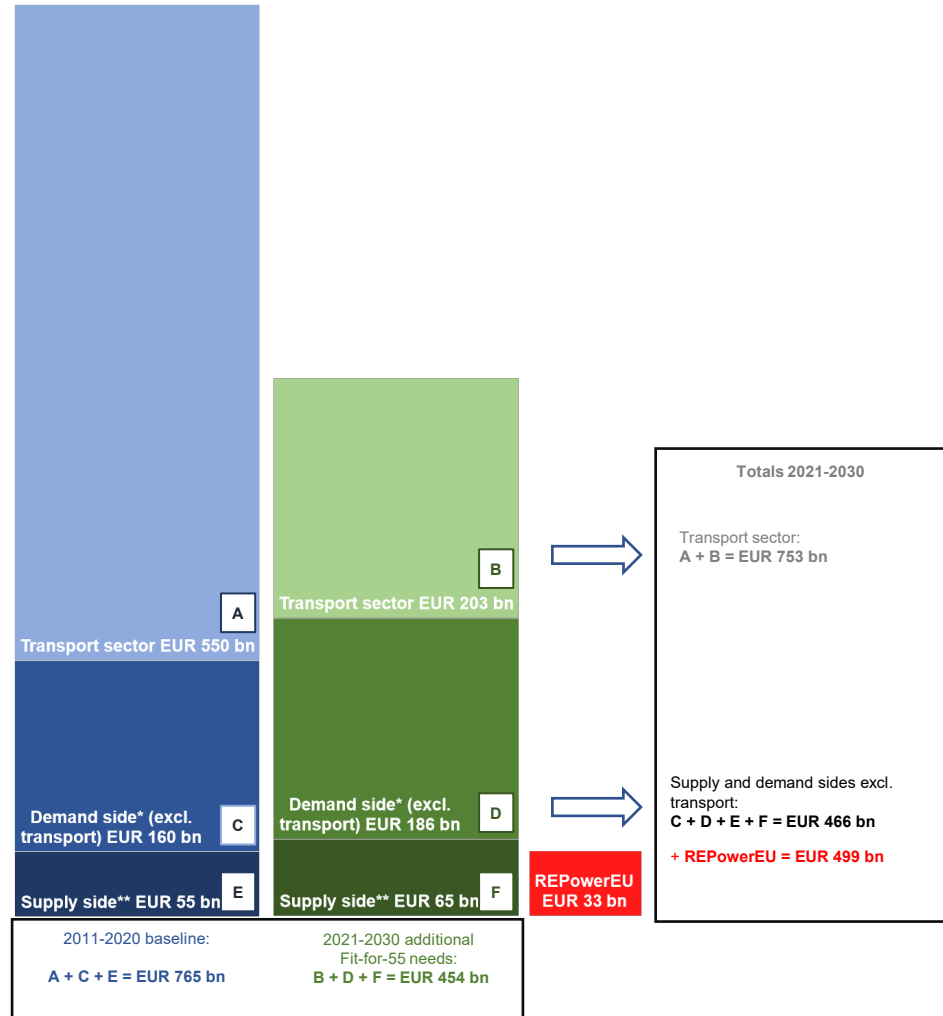 A
Transport sector EUR 550 bn
Demand side* (excl.
transport) EUR 160 bn
C
Supply side** EUR 55 bn
E
B
Transport sector EUR 203 bn
Demand side* (excl.
transport) EUR 186 bn
D
Supply side** EUR 65 bn
F
REPowerEU
EUR 33 bn
2011-2020 baseline:
A + C + E = EUR 765 bn
2021-2030 additional
Fit-for-55 needs:
B + D + F = EUR 454 bn
Totals 2021-2030
Transport sector:
A + B = EUR 753 bn
Supply and demand sides excl.
transport:
C + D + E + F = EUR 466 bn
+ REPowerEU = EUR 499 bn